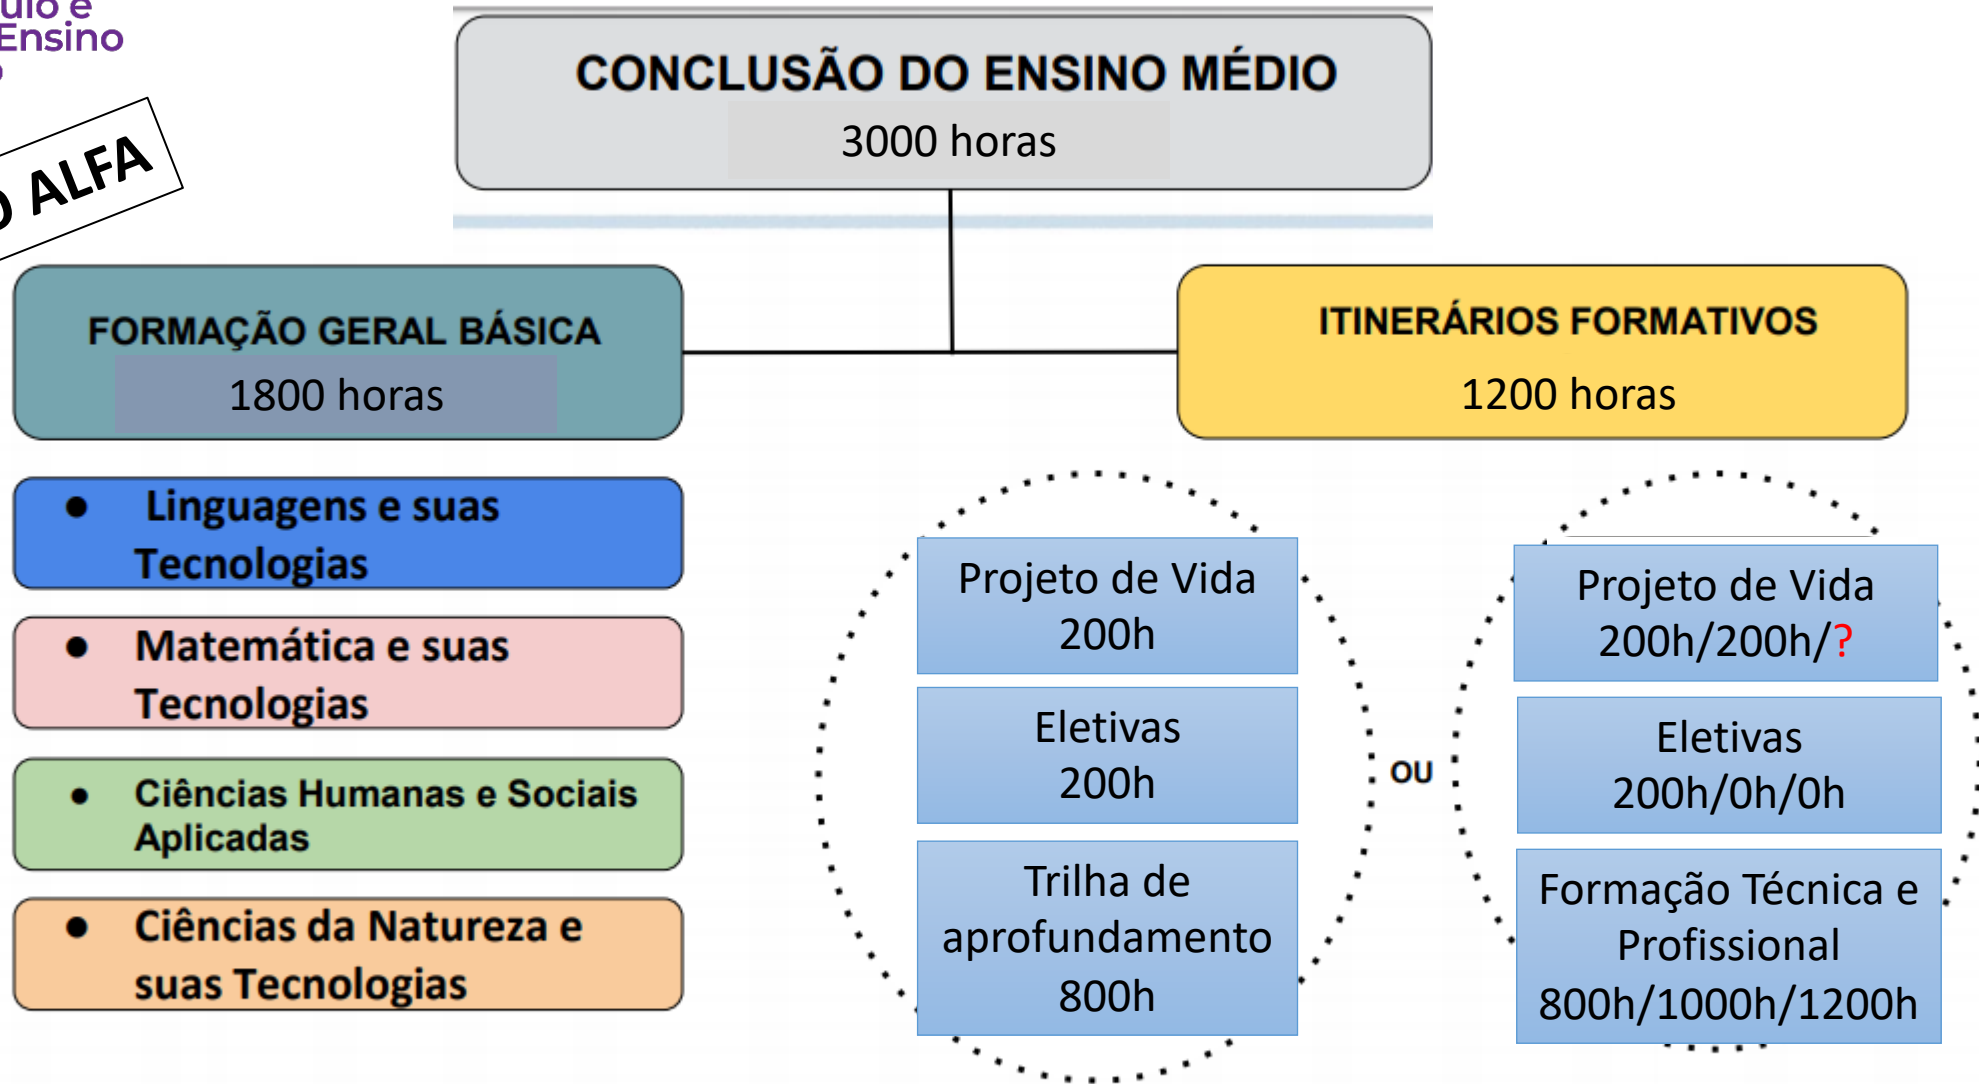 Ensino
ALFA
CONCLUSÃO DO ENSINO MÉDIO
3000 horas
FORMAÇÃO GERAL BÁSICA
1800 horas
ITINERÁRIOS FORMATIVOS
1200 horas
● Linguagens e suas
Tecnologias
● Matemática e suas
Tecnologias
● Ciências Humanas e Sociais
Aplicadas
● Ciências da Natureza e
suas Tecnologias
Projeto de Vida
200h
Eletivas
200h
Trilha de
aprofundamento
800h
OU
Projeto de Vida
200h/200h/?
Eletivas
200h/0h/0h
Formação Técnica e
Profissional
800h/1000h/1200h